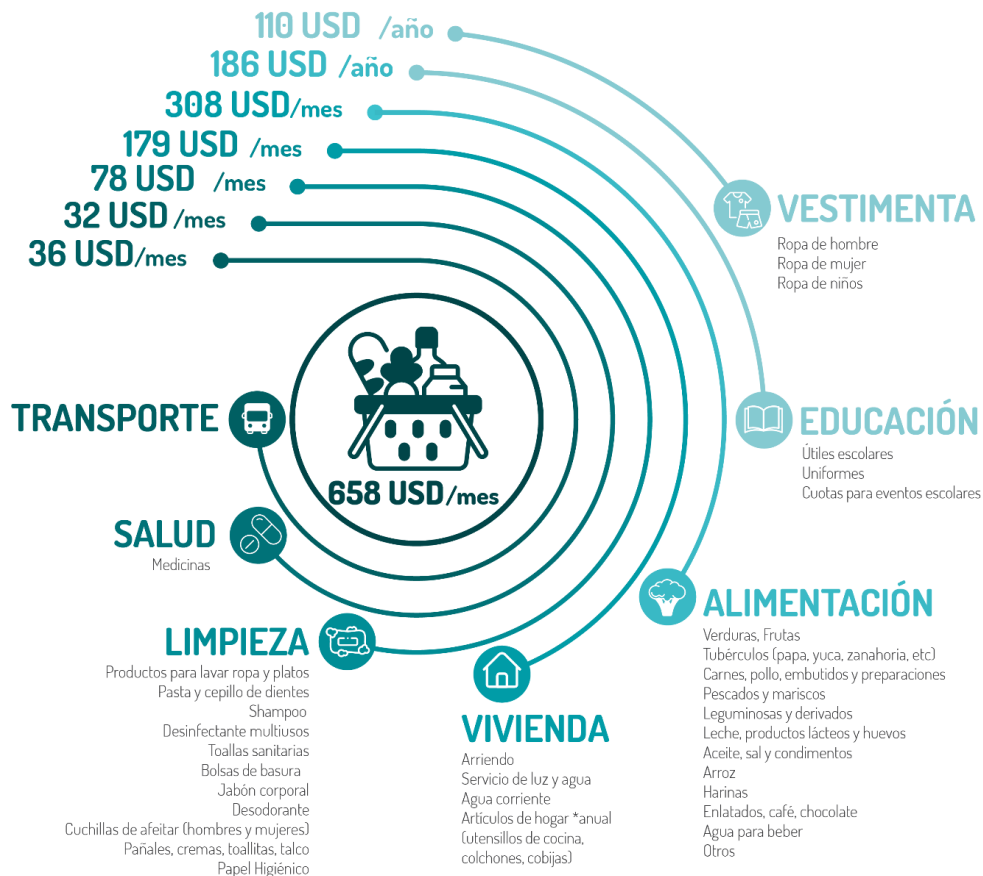 110 USD /año
186 USD /año
308 USD/mes
179 USD /mes
78 USD /mes
32 USD /mes
36 USD/mes
658 USD/mes
VESTIMENTA
Ropa de hombre
Ropa de mujer
Ropa de niños
EDUCACIÓN
Útiles escolares
Uniformes
Cuotas para eventos escolares
ALIMENTACIÓN
Verduras, Frutas
Tubérculos (papa, yuca, zanahoria, etc)
Carnes, pollo, embutidos y preparaciones
Pescados y mariscos
Leguminosas y derivados
Leche, productos lácteos y huevos
Aceite, sal y condimentos
Arroz
Harinas
Enlatados, café, chocolate
Agua para beber
Otros
VIVIENDA
Arriendo
Servicio de luz y agua
Agua corriente
Articulos de hogar *anual
(utensillos de cocina,
colchones, cobijas)
LIMPIEZA
Productos para lavar ropa y platos
Pasta y cepillo de dientes
Shampoo
Desinfectante multiusos
Toallas sanitarias
Bolsas de basura
Jabón corporal
Desodorante
Cuchillas de afeitar (hombres y mujeres)
Pañales, cremas, toallitas, talco
Papel Higiénico
SALUD
Medicinas
TRANSPORTE